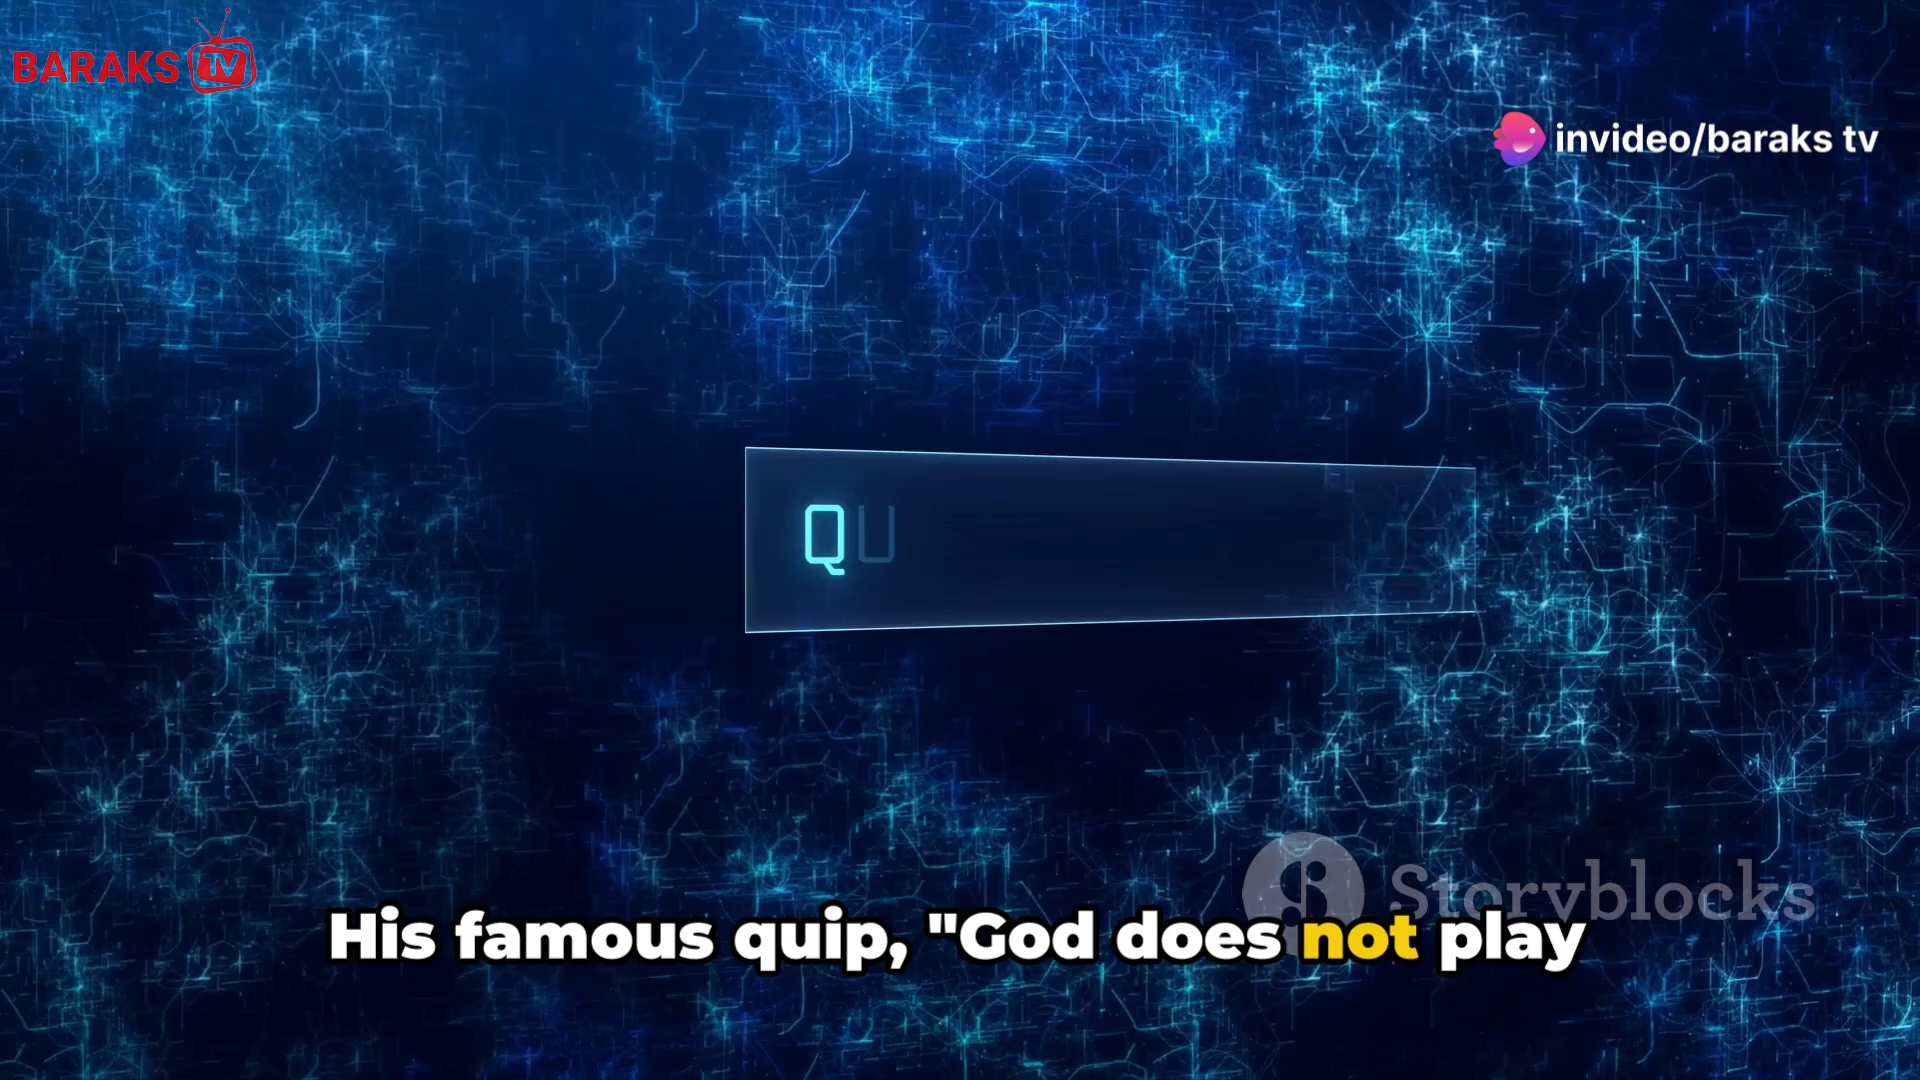 BARAKS TV
invideo/baraks tv
QU
Storyblocks
His famous quip, "God does not play